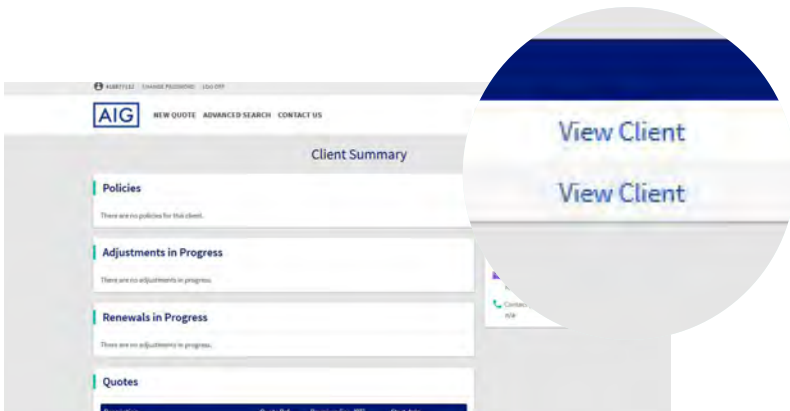 CHANGE PASSWORD LOG OFF
AIG NEW QUOTE ADVANCED SEARCH CONTACT US
Client Summary
Policies
There are no policies for this client.
Adjustments in Progress
There are no adjustments in progress.
Renewals in Progress
There are no adjustments in progress.
Quotes
View Client
View Client
Contact
n/a